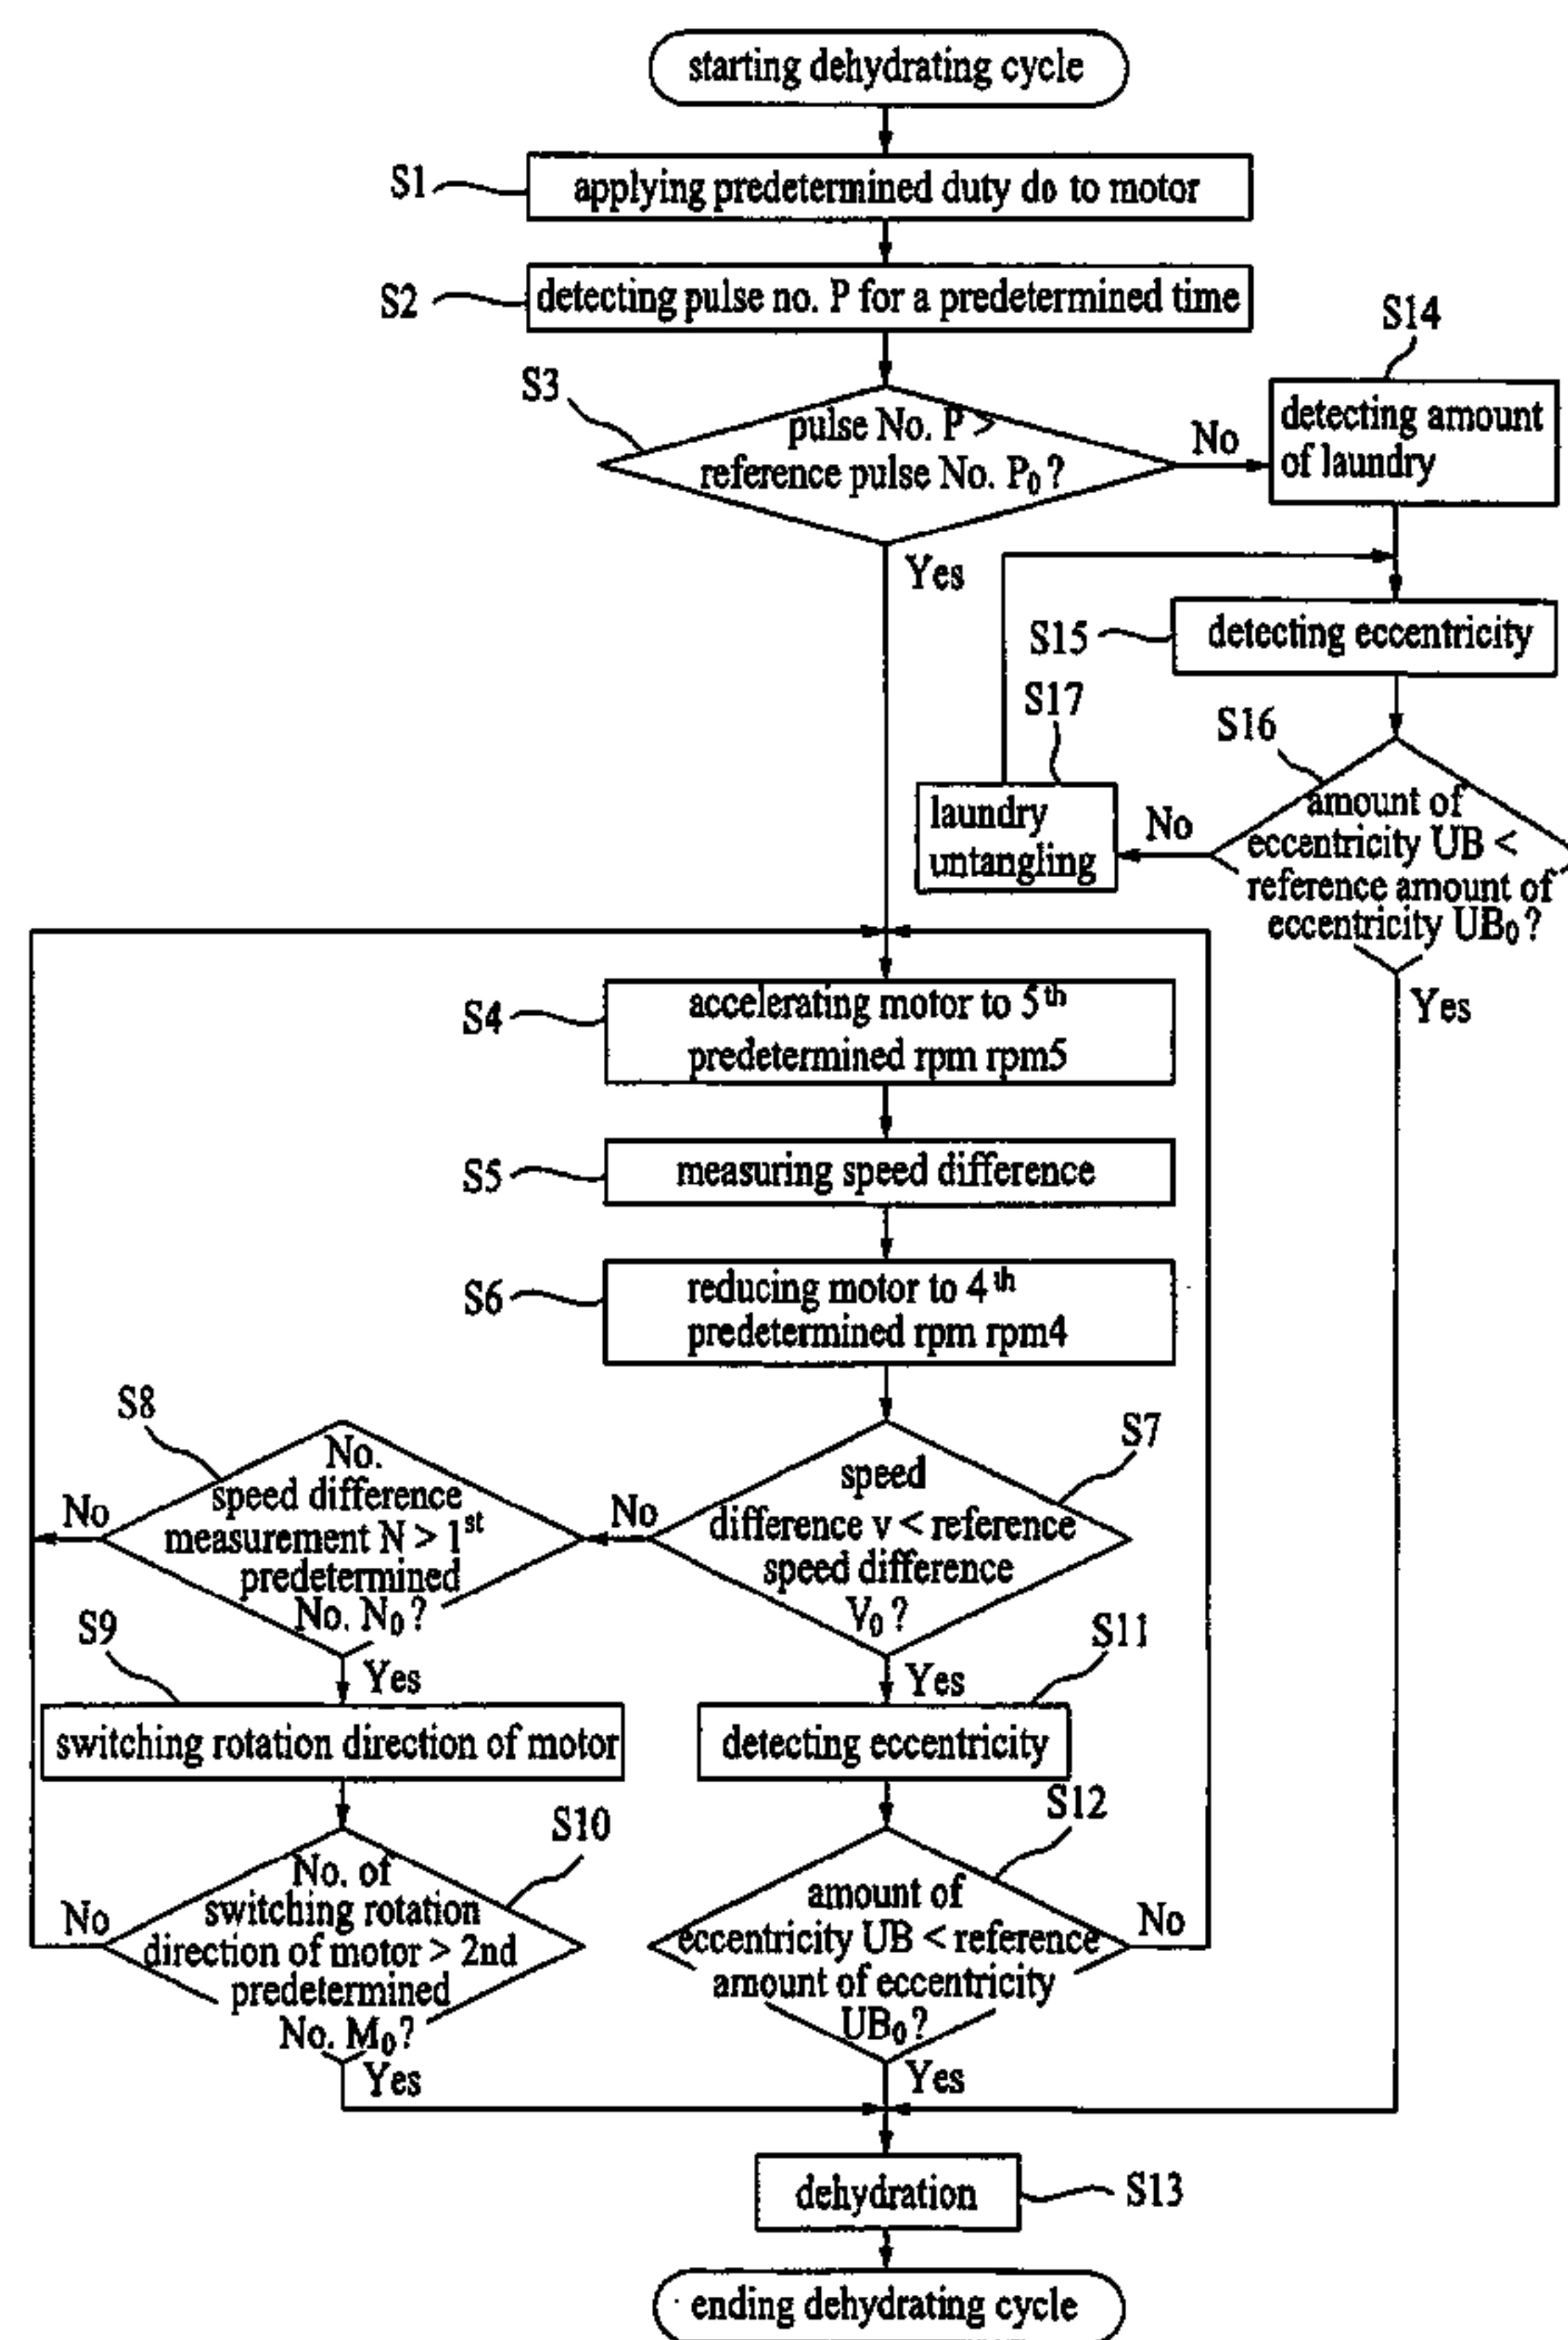 starting dehydrating cycle
S1
applying predetermined duty d0 to motor
S2
detecting pulse no. P for a predetermined time
S3
pulse No. P >
reference pulse No. P0 ?
No
Yes
S14
detecting amount
of laundry
S15
detecting eccentricity
S16
amount of
eccentricity UB <
reference amount of
eccentricity UB0 ?
No
Yes
S17
laundry
untangling
S4
accelerating motor to 5th
predetermined rpm rpm5
S5
measuring speed difference
S6
reducing motor to 4th
predetermined rpm rpm4
S7
speed
difference v < reference
speed difference
V0 ?
No
Yes
S8
No.
speed difference
measurement N > 1st
predetermined
No. N0 ?
No
Yes
S9
switching rotation direction of motor
S10
No. of
switching rotation
direction of motor > 2nd
predetermined
No. M0 ?
No
Yes
S11
detecting eccentricity
S12
amount of
eccentricity UB < reference
amount of eccentricity
UB0 ?
No
Yes
S13
dehydration
ending dehydrating cycle